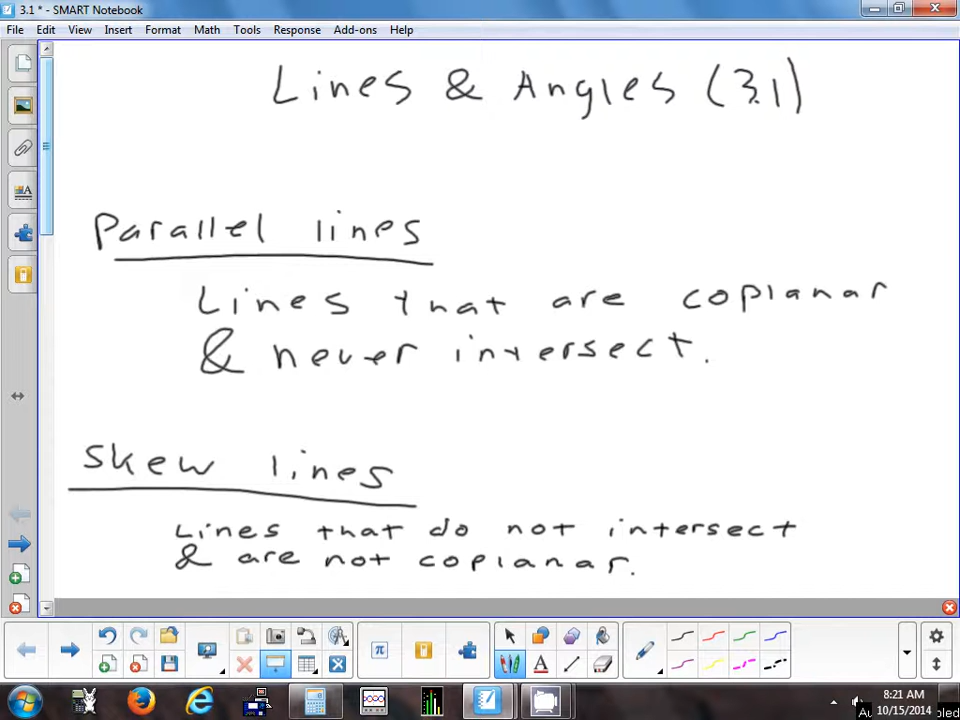 3.1 * - SMART Notebook
File Edit View Insert Format Math Tools Response Add-ons Help
Lines & Angles (3.1)
Parallel lines
Lines that are coplanar
& never intersect.
Skew lines
Lines that do not intersect
& are not coplanar.
8:21 AM
10/15/2014